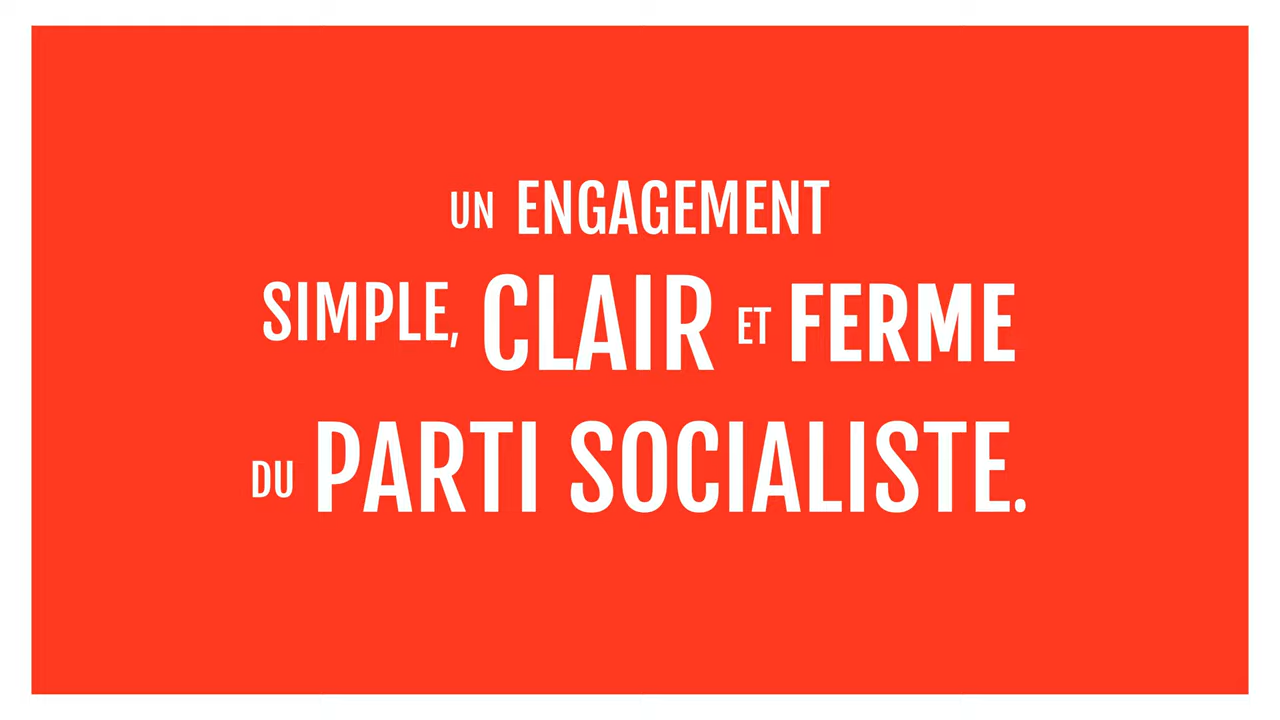 UN ENGAGEMENT
SIMPLE, CLAIR ET FERME
DU PARTI SOCIALISTE.